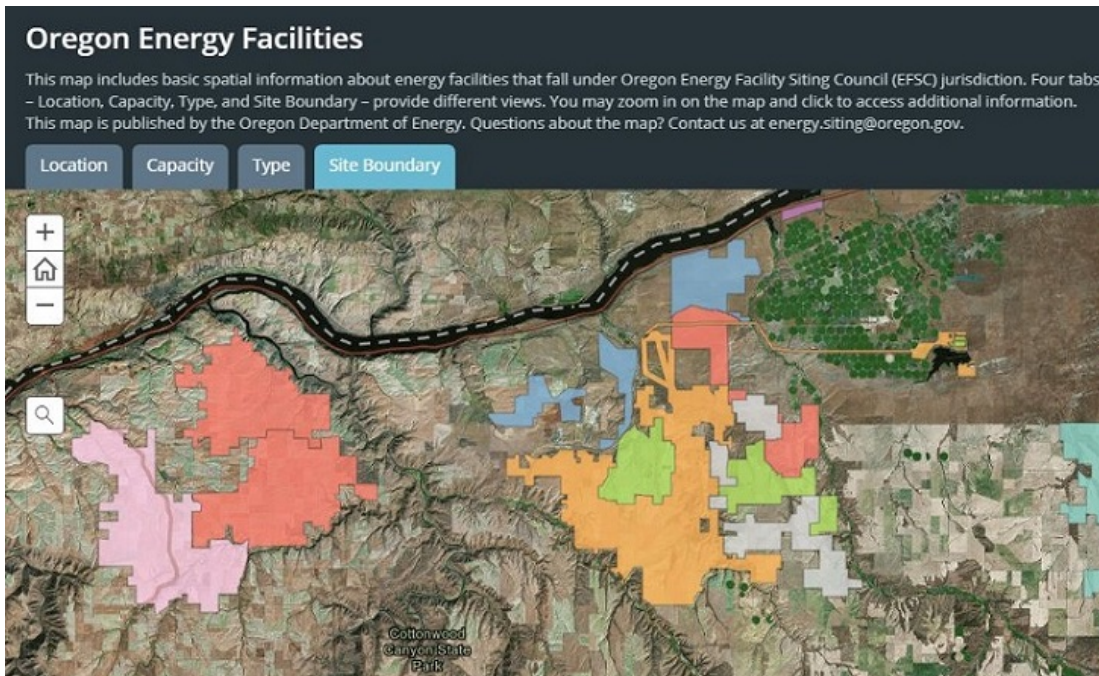 Oregon Energy Facilities
This map includes basic spatial information about energy facilities that fall under Oregon Energy Facility Siting Council (EFSC) jurisdiction. Four tabs
– Location, Capacity, Type, and Site Boundary – provide different views. You may zoom in on the map and click to access additional information.
This map is published by the Oregon Department of Energy. Questions about the map? Contact us at energy.siting@oregon.gov.
Location Capacity Type Site Boundary
+
−
Cottonwood
Canyon State
Park